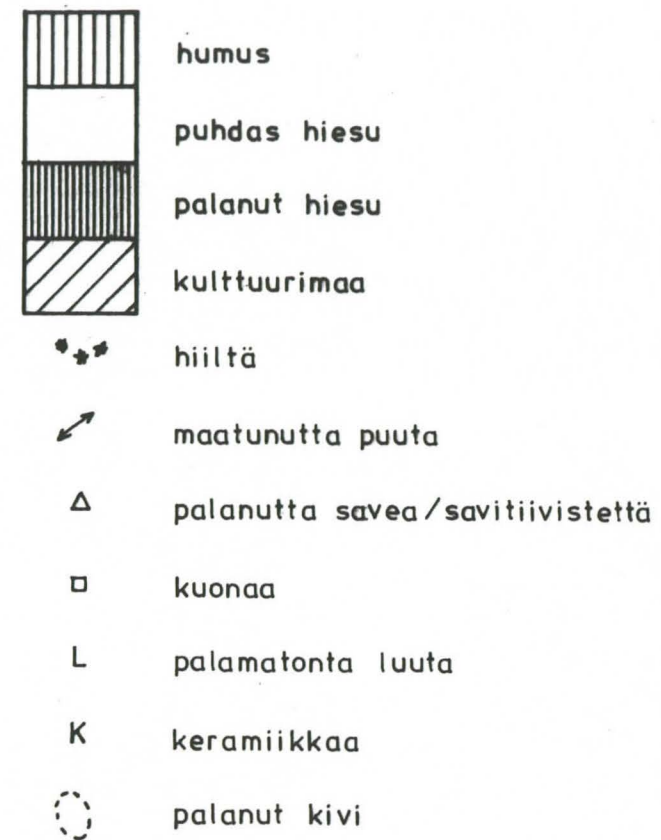 humus
puhdas hiesu
palanut hiesu
kulttuurimaa
hiiltä
maatunutta puuta
palanutta savea/savitiivistettä
kuonaa
L palamatonta luuta
K keramiikkaa
palanut kivi